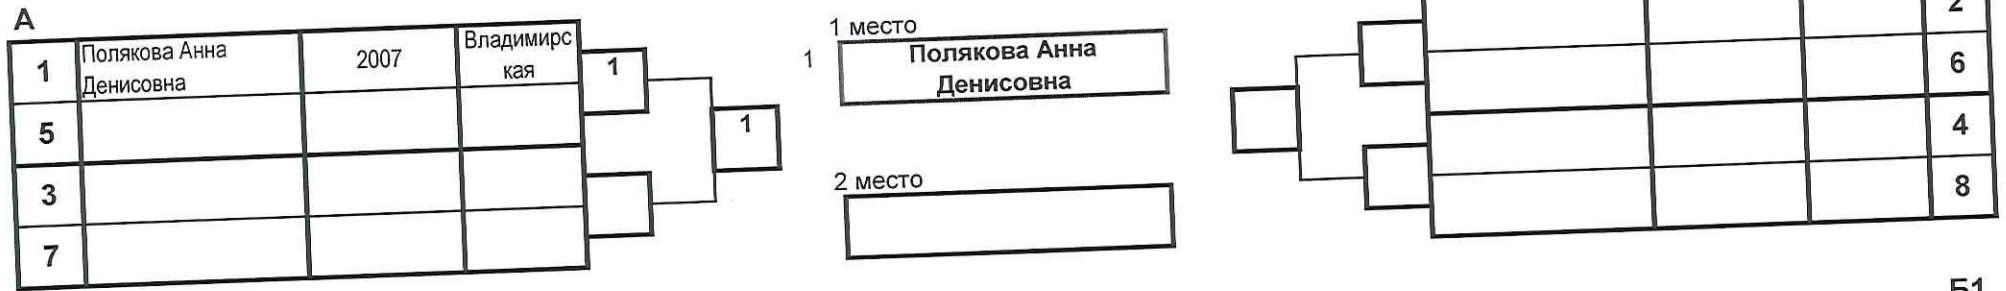 А
1 Полякова Анна Денисовна 2007 Владимирс кая 1
5
1
3
7
1 место
1 Полякова Анна
Денисовна
2 место
2
6
4
8
Б1